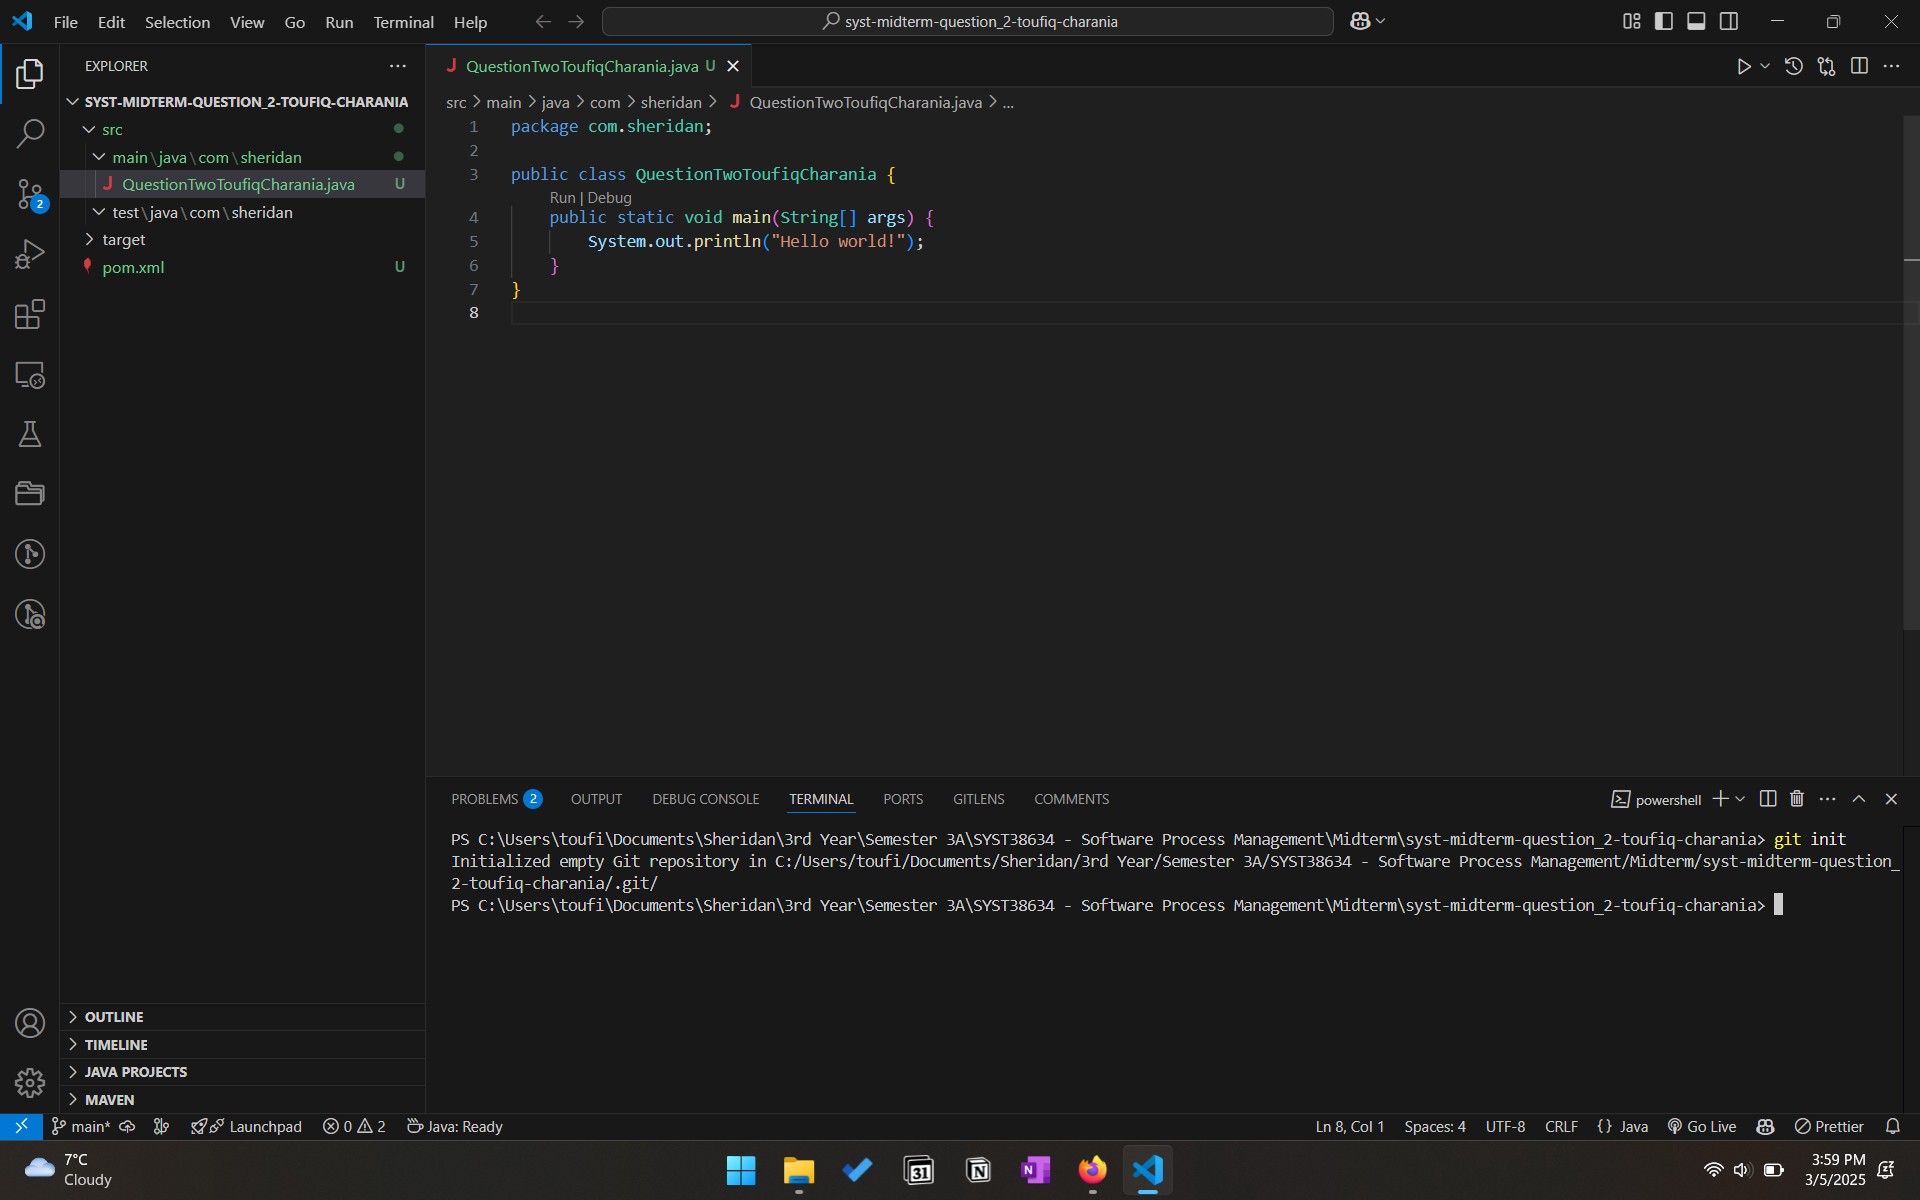 File Edit Selection View Go Run Terminal Help
syst-midterm-question_2-toufiq-charania
EXPLORER
SYST-MIDTERM-QUESTION_2-TOUFIQ-CHARANIA
src
main\java\com\sheridan
QuestionTwoToufiqCharania.java U
test\java\com\sheridan
target
pom.xml U
2
OUTLINE
TIMELINE
JAVA PROJECTS
MAVEN
QuestionTwoToufiqCharania.java U
src > main > java > com > sheridan > QuestionTwoToufiqCharania.java > ...
1 package com.sheridan;
2
3 public class QuestionTwoToufiqCharania {
Run | Debug
4 public static void main(String[] args) {
5 System.out.println("Hello world!");
6 }
7 }
8
PROBLEMS 2 OUTPUT DEBUG CONSOLE TERMINAL PORTS GITLENS COMMENTS
powershell
PS C:\Users\toufi\Documents\Sheridan\3rd Year\Semester 3A\SYST38634 - Software Process Management\Midterm\syst-midterm-question_2-toufiq-charania> git init
Initialized empty Git repository in C:/Users/toufi/Documents/Sheridan/3rd Year/Semester 3A/SYST38634 - Software Process Management/Midterm/syst-midterm-question_
2-toufiq-charania/.git/
PS C:\Users\toufi\Documents\Sheridan\3rd Year\Semester 3A\SYST38634 - Software Process Management\Midterm\syst-midterm-question_2-toufiq-charania>
main* Launchpad 0 2 Java: Ready
Ln 8, Col 1 Spaces: 4 UTF-8 CRLF {} Java Go Live Prettier
7°C
Cloudy
31
N
N
3:59 PM
3/5/2025